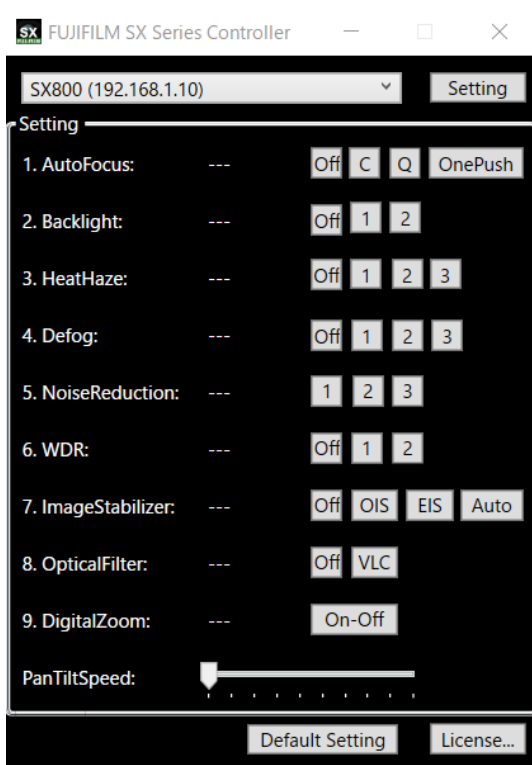 SX FUJIFILM SX Series Controller
SX800 (192.168.1.10) Setting
Setting
1. AutoFocus: --- Off C Q OnePush
2. Backlight: --- Off 1 2
3. HeatHaze: --- Off 1 2 3
4. Defog: --- Off 1 2 3
5. NoiseReduction: --- 1 2 3
6. WDR: --- Off 1 2
7. ImageStabilizer: --- Off OIS EIS Auto
8. OpticalFilter: --- Off VLC
9. DigitalZoom: --- On-Off
PanTiltSpeed:
Default Setting License...